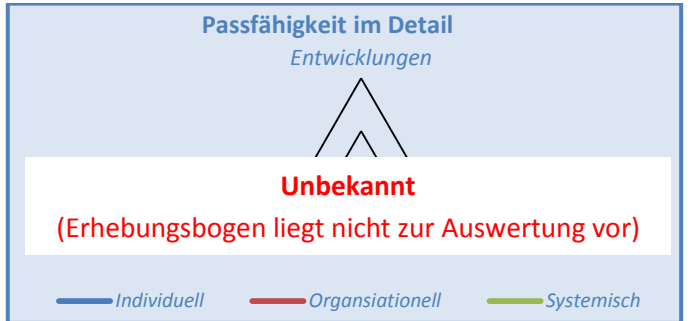 Passfähigkeit im Detail
Entwicklungen
Unbekannt
(Erhebungsbogen liegt nicht zur Auswertung vor)
Individuell Organsiationell Systemisch